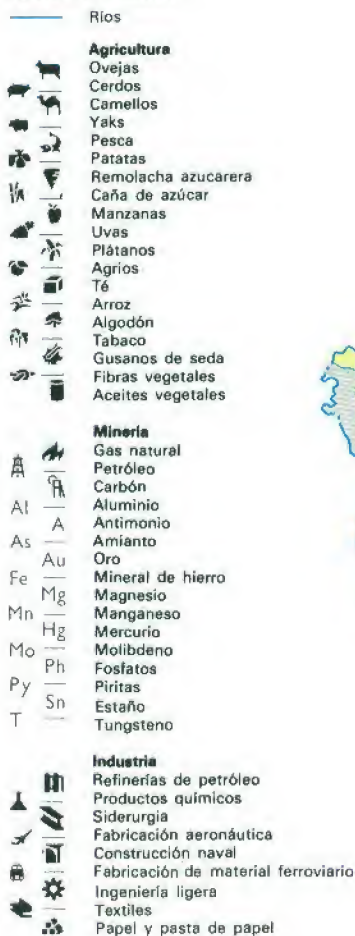 Ríos
Agricultura
Ovejas
Cerdos
Camellos
Yaks
Pesca
Patatas
Remolacha azucarera
Caña de azúcar
Manzanas
Uvas
Plátanos
Agrios
Té
Arroz
Algodón
Tabaco
Gusanos de seda
Fibras vegetales
Aceites vegetales
Minería
Gas natural
Petróleo
Carbón
Al Aluminio
A Antimonio
As Amianto
Au Oro
Fe Mineral de hierro
Mg Magnesio
Mn Manganeso
Hg Mercurio
Mo Molibdeno
Ph Fosfatos
Py Piritas
Sn Estaño
T Tungsteno
Industria
Refinerías de petróleo
Productos químicos
Siderurgia
Fabricación aeronáutica
Construcción naval
Fabricación de material ferroviario
Ingeniería ligera
Textiles
Papel y pasta de papel